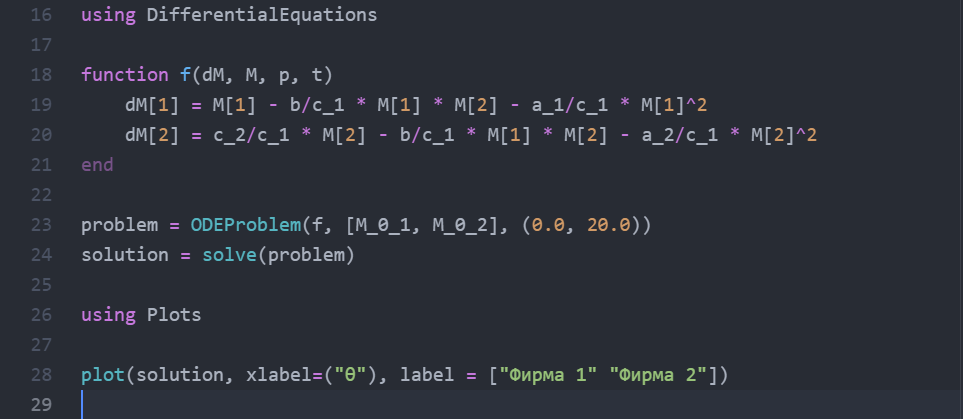 16 using DifferentialEquations
17
18 function f(dM, M, p, t)
19     dM[1] = M[1] - b/c_1 * M[1] * M[2] - a_1/c_1 * M[1]^2
20     dM[2] = c_2/c_1 * M[2] - b/c_1 * M[1] * M[2] - a_2/c_1 * M[2]^2
21 end
22
23 problem = ODEProblem(f, [M_0_1, M_0_2], (0.0, 20.0))
24 solution = solve(problem)
25
26 using Plots
27
28 plot(solution, xlabel=("θ"), label = ["Фирма 1" "Фирма 2"])
29